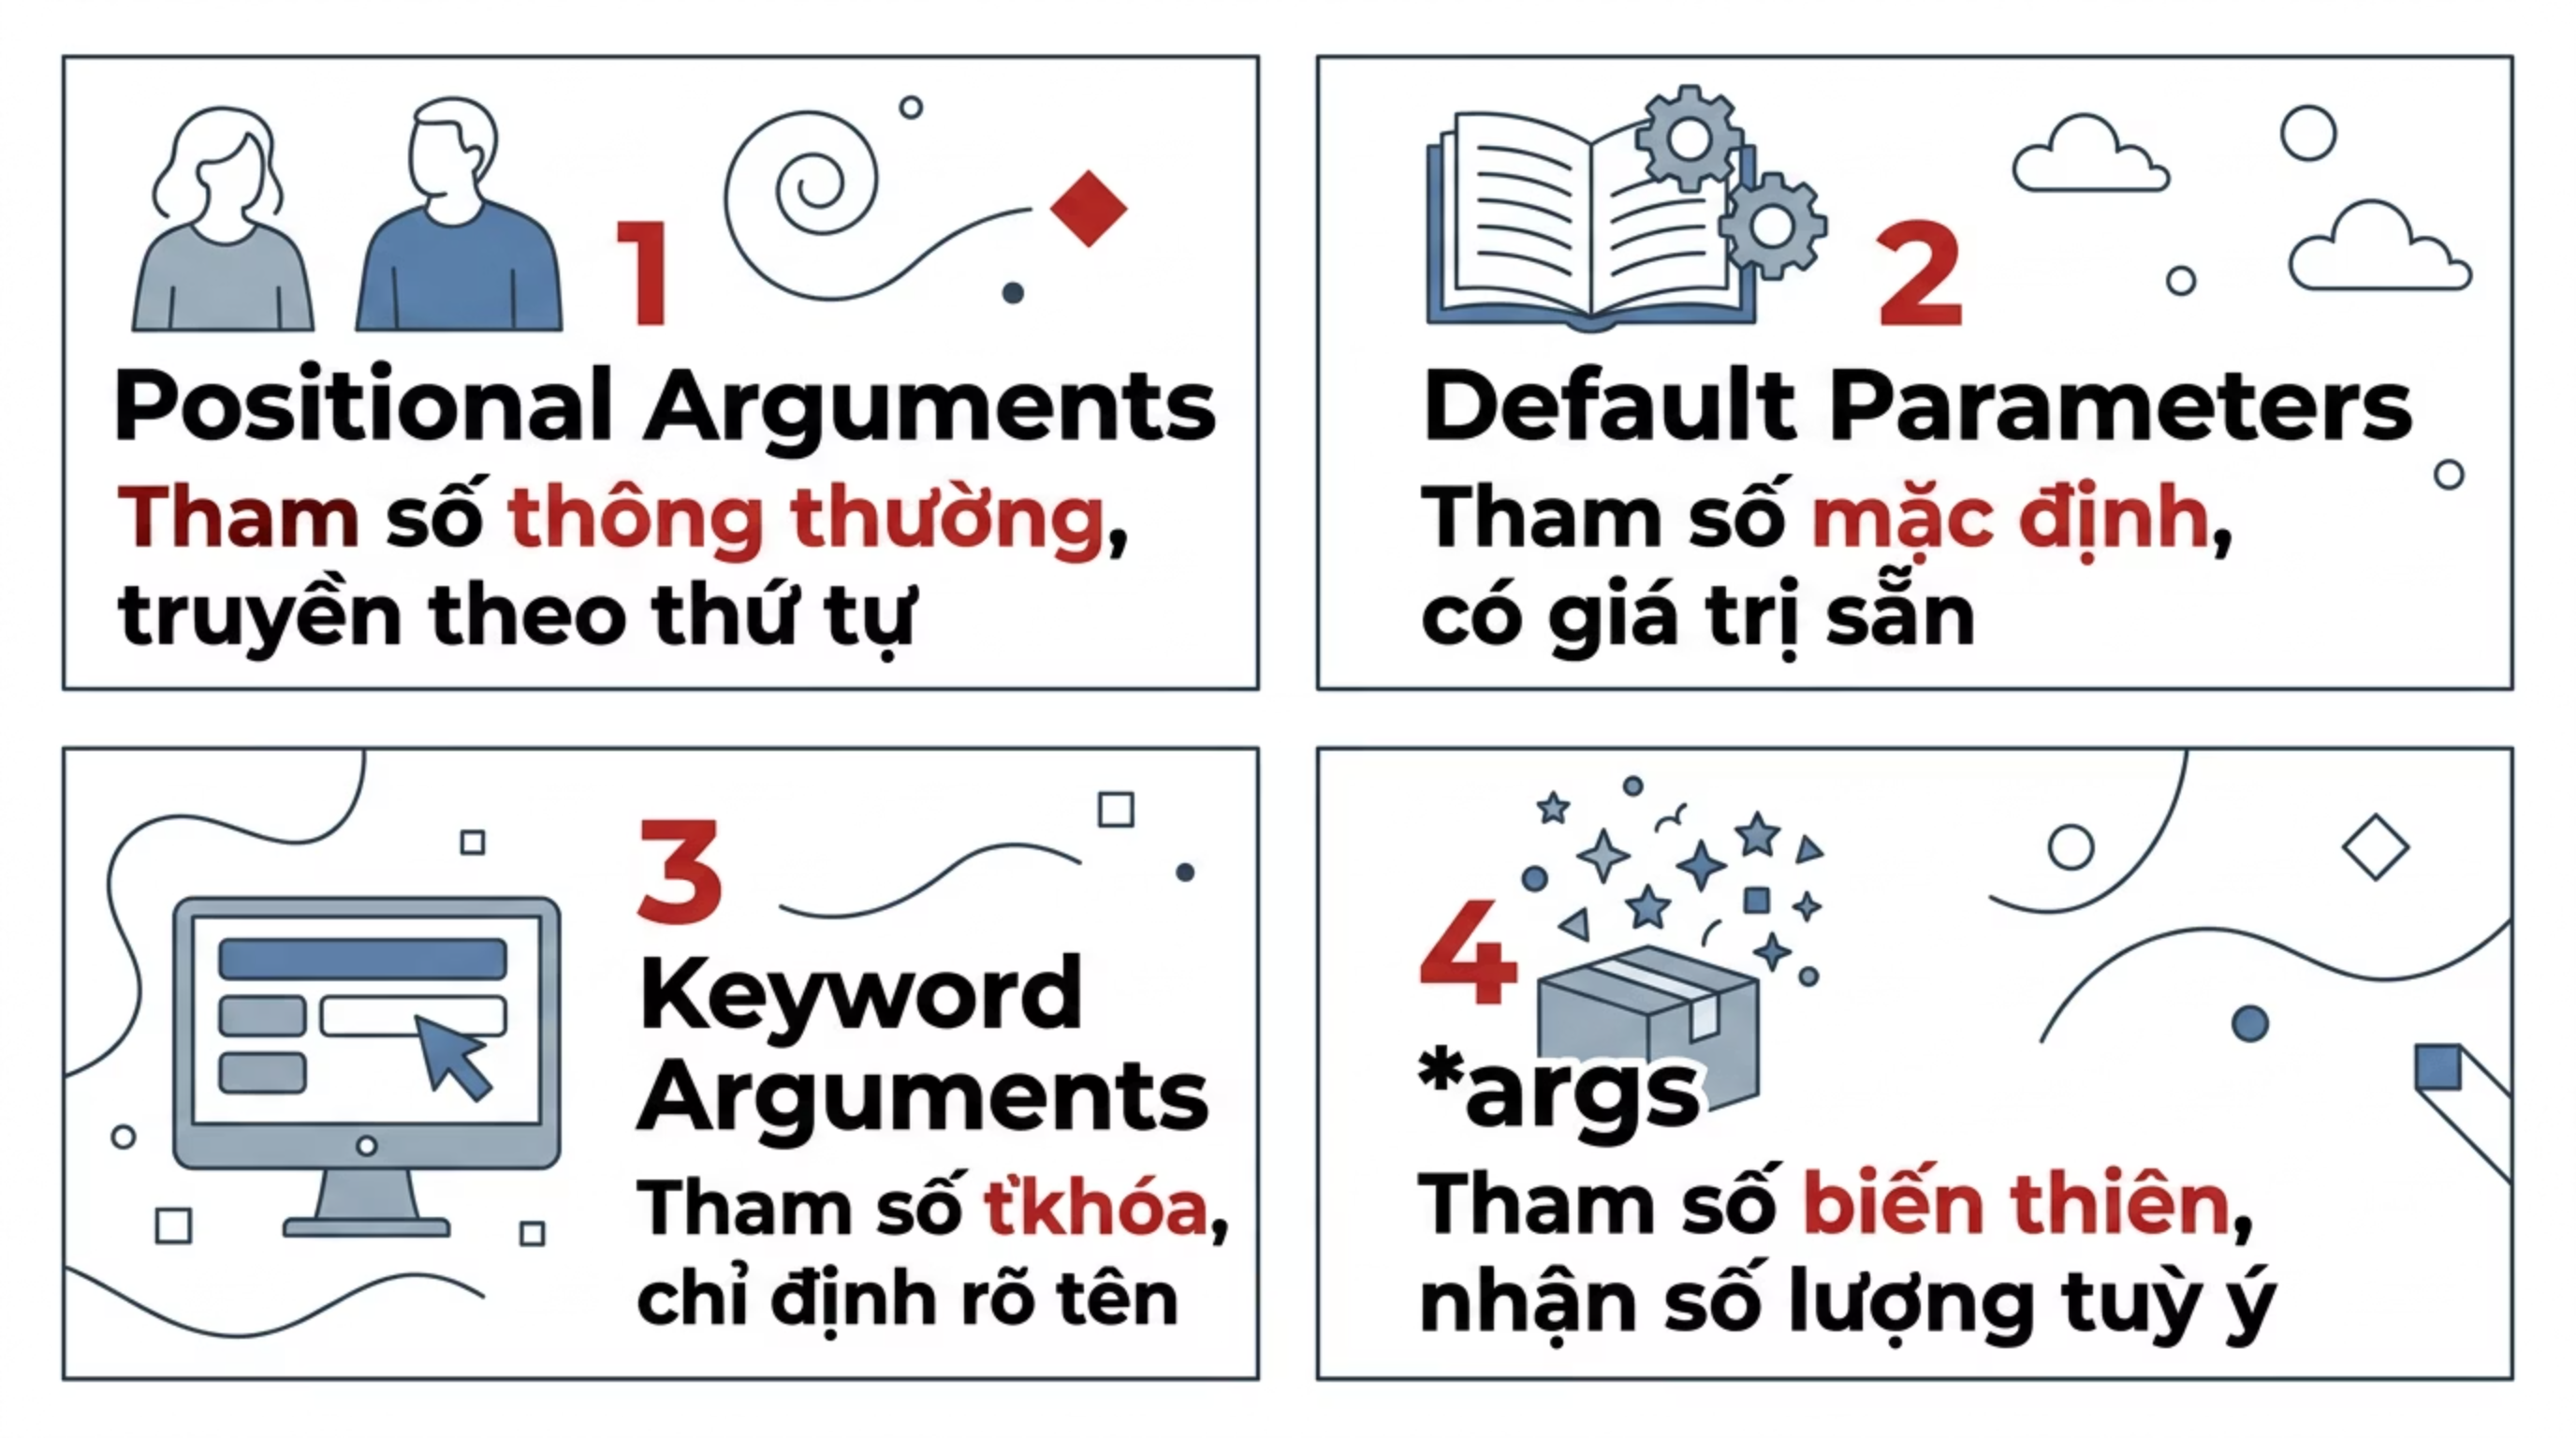 1
Positional Arguments
Tham số thông thường,
truyền theo thứ tự
2
Default Parameters
Tham số mặc định,
có giá trị sẵn
3
Keyword
Arguments
Tham số t̉khóa,
chỉ định rõ tên
4
*args
Tham số biến thiên,
nhận số lượng tuỳ ý